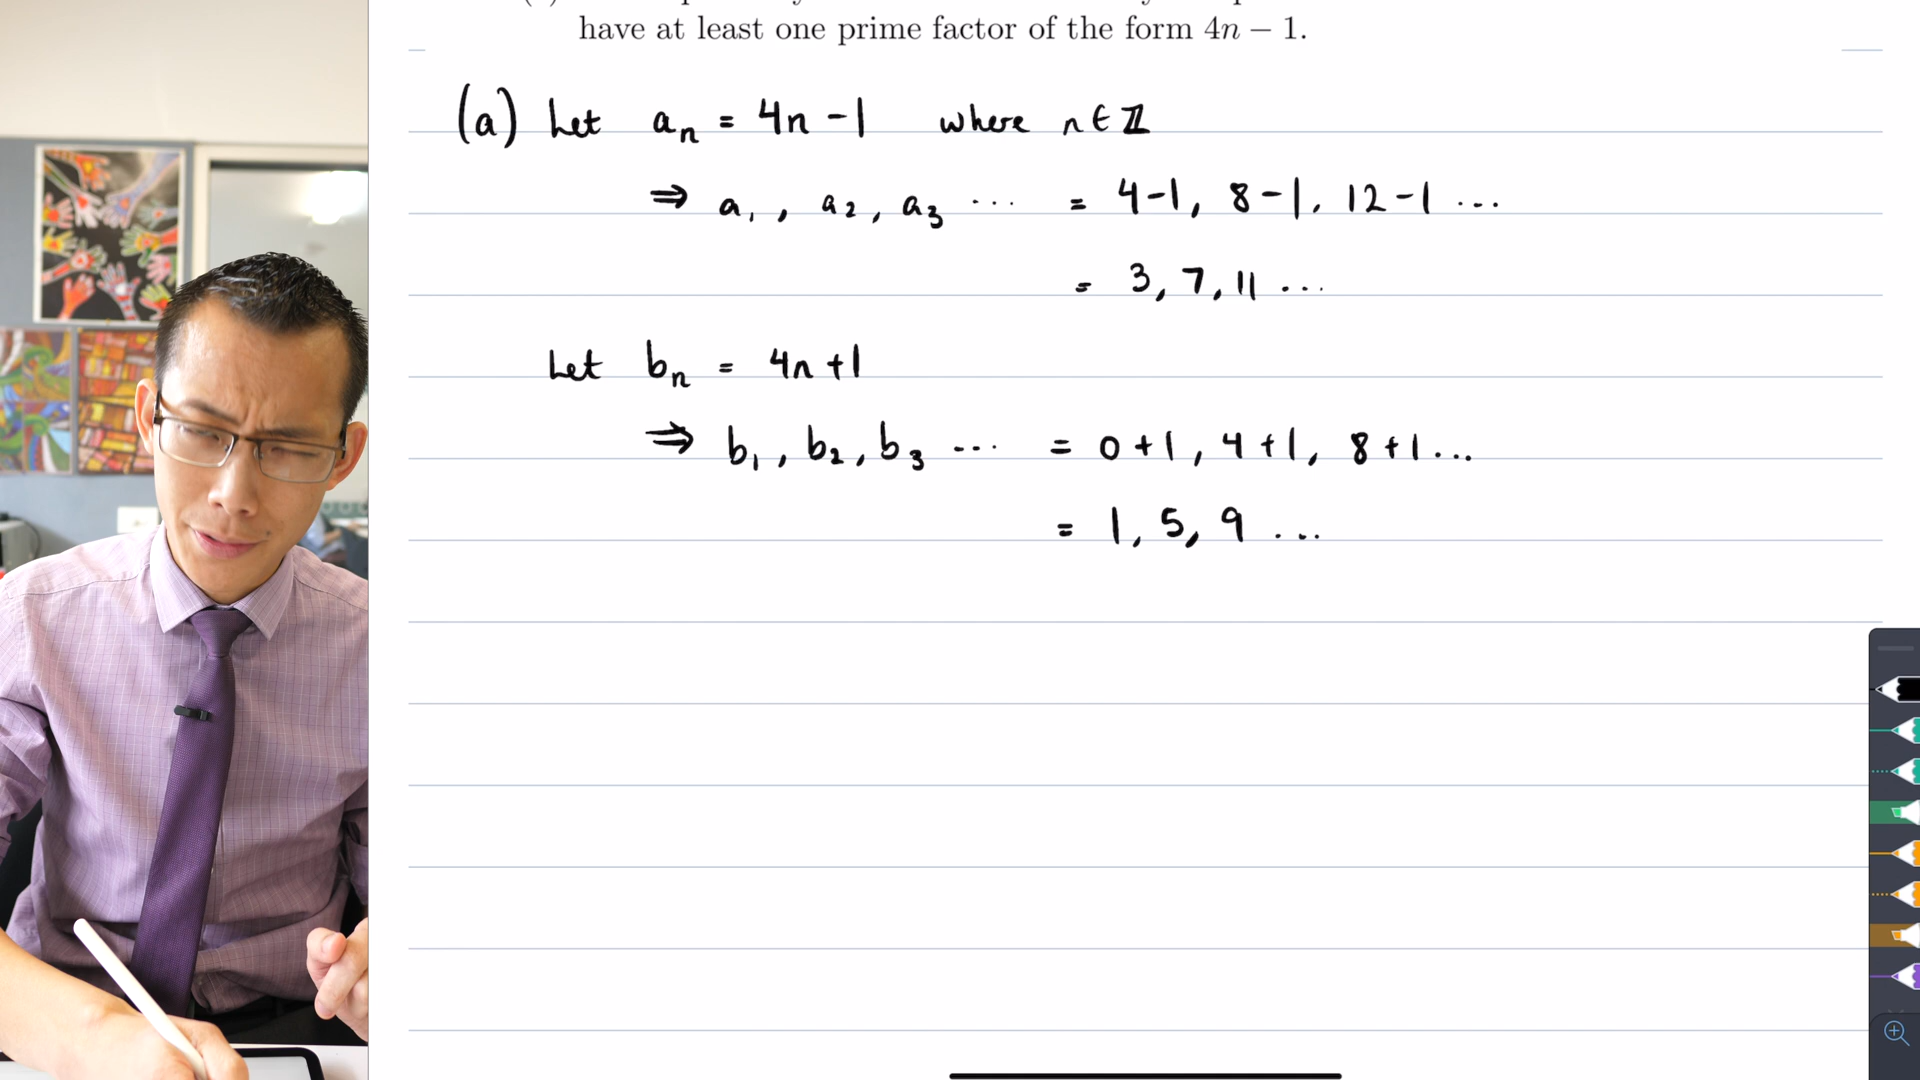 have at least one prime factor of the form 4n − 1.
(a) Let aₙ = 4n − 1 where n ∈ ℤ
⇒ a₁, a₂, a₃ ... = 4−1, 8−1, 12−1 ...
= 3, 7, 11 ...
Let bₙ = 4n + 1
⇒ b₁, b₂, b₃ ... = 0+1, 4+1, 8+1...
= 1, 5, 9 ...